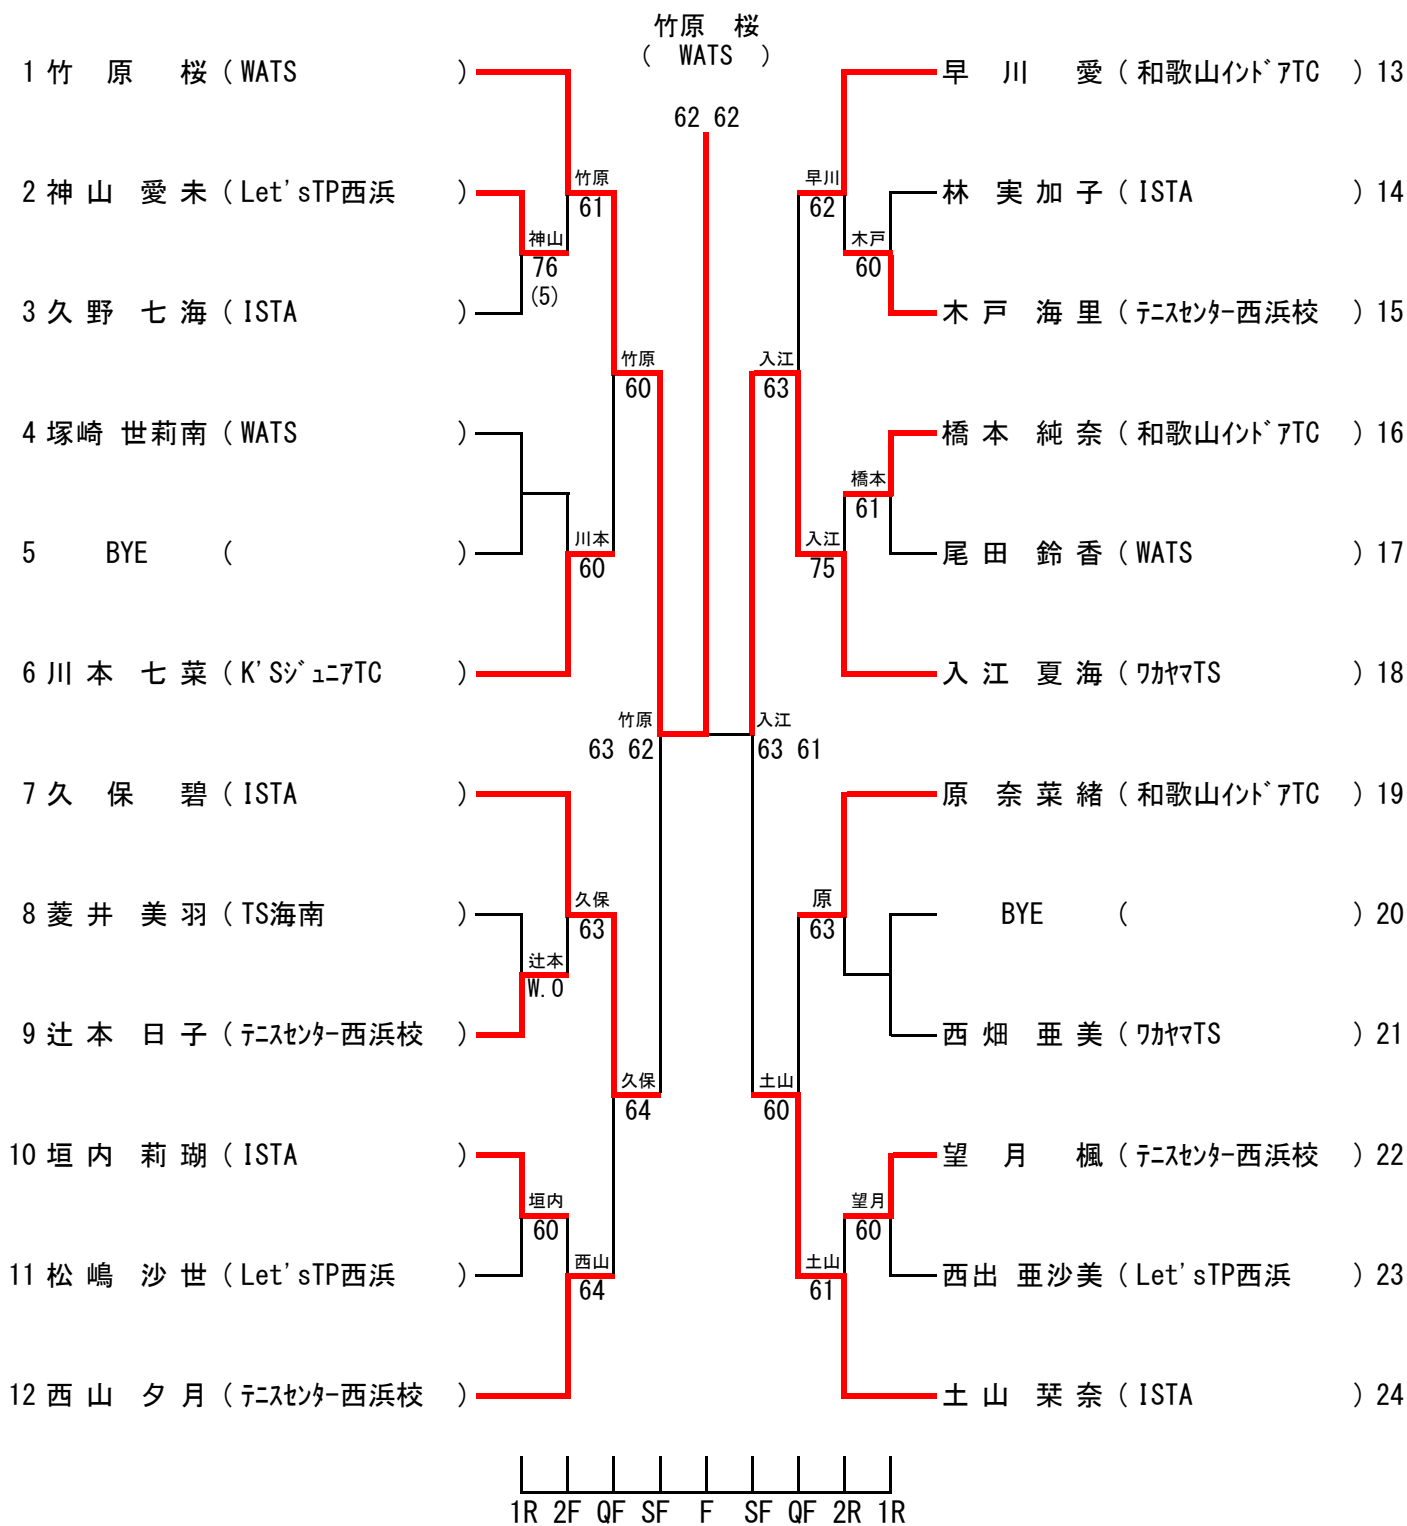 竹原 桜
( WATS )
62 62
1 竹 原 桜 ( WATS )
2 神 山 愛 未 ( Let'sTP西浜 )
3 久 野 七 海 ( ISTA )
4 塚崎 世莉南 ( WATS )
5 BYE ( )
6 川 本 七 菜 ( K'SｼﾞｭﾆｱTC )
7 久 保 碧 ( ISTA )
8 菱 井 美 羽 ( TS海南 )
9 辻 本 日 子 ( ﾃﾆｽｾﾝﾀｰ西浜校 )
10 垣 内 莉 瑚 ( ISTA )
11 松 嶋 沙 世 ( Let'sTP西浜 )
12 西 山 夕 月 ( ﾃﾆｽｾﾝﾀｰ西浜校 )
神山
76
(5)
辻本
W.O
垣内
60
竹原
61
川本
60
久保
63
西山
64
竹原
60
久保
64
竹原
63 62
入江
63 61
入江
63
土山
60
早川
62
入江
75
原
63
土山
61
木戸
60
橋本
61
望月
60
早 川 愛 ( 和歌山ｲﾝﾄﾞｱTC ) 13
林 実 加 子 ( ISTA ) 14
木 戸 海 里 ( ﾃﾆｽｾﾝﾀｰ西浜校 ) 15
橋 本 純 奈 ( 和歌山ｲﾝﾄﾞｱTC ) 16
尾 田 鈴 香 ( WATS ) 17
入 江 夏 海 ( ﾜｶﾔﾏTS ) 18
原 奈 菜 緒 ( 和歌山ｲﾝﾄﾞｱTC ) 19
BYE ( ) 20
西 畑 亜 美 ( ﾜｶﾔﾏTS ) 21
望 月 楓 ( ﾃﾆｽｾﾝﾀｰ西浜校 ) 22
西出 亜沙美 ( Let'sTP西浜 ) 23
土 山 栞 奈 ( ISTA ) 24
1R 2F QF SF F SF QF 2R 1R